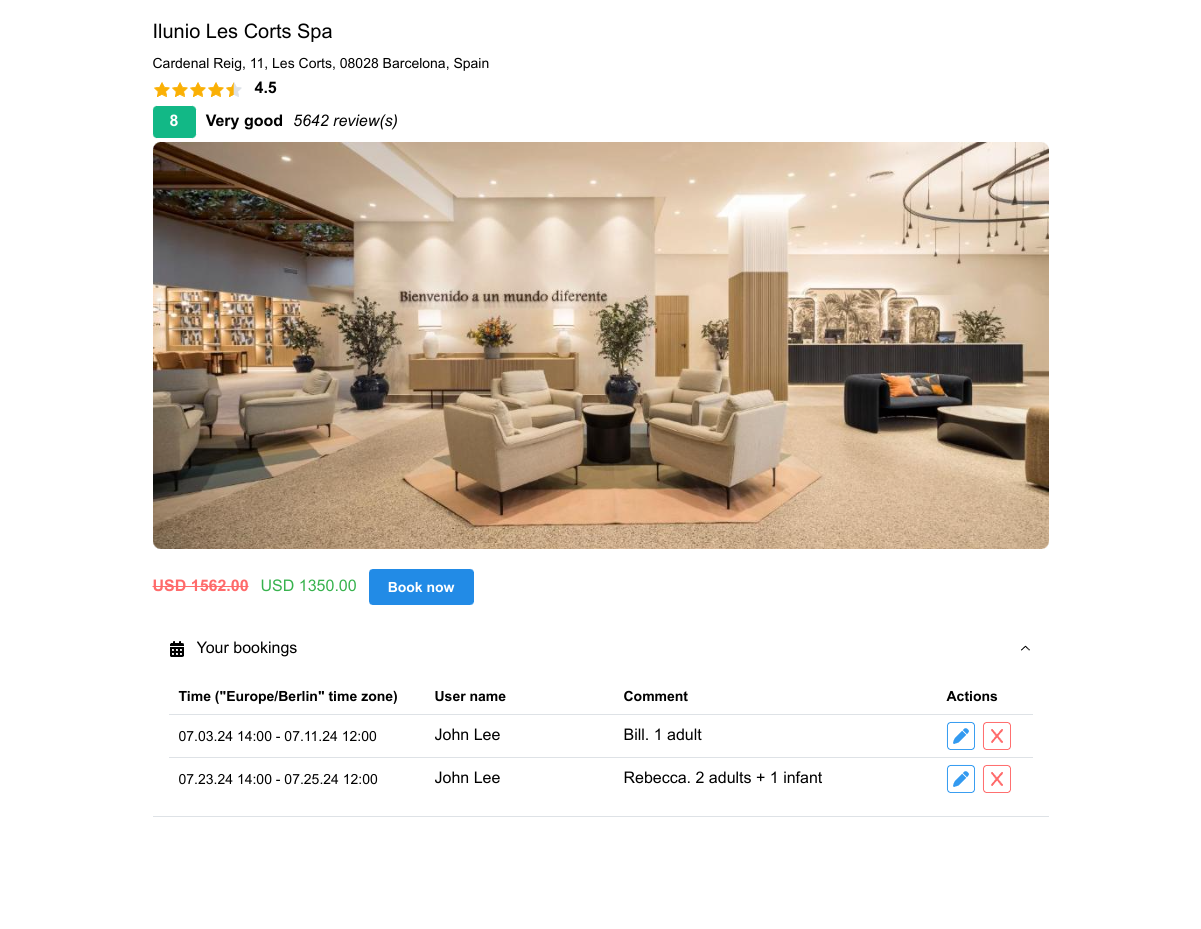 Ilunio Les Corts Spa
Cardenal Reig, 11, Les Corts, 08028 Barcelona, Spain
4.5
8 Very good 5642 review(s)
Bienvenido a un mundo diferente
USD 1562.00 USD 1350.00 Book now
Your bookings
Time ("Europe/Berlin" time zone) User name Comment Actions
07.03.24 14:00 - 07.11.24 12:00 John Lee Bill. 1 adult
07.23.24 14:00 - 07.25.24 12:00 John Lee Rebecca. 2 adults + 1 infant